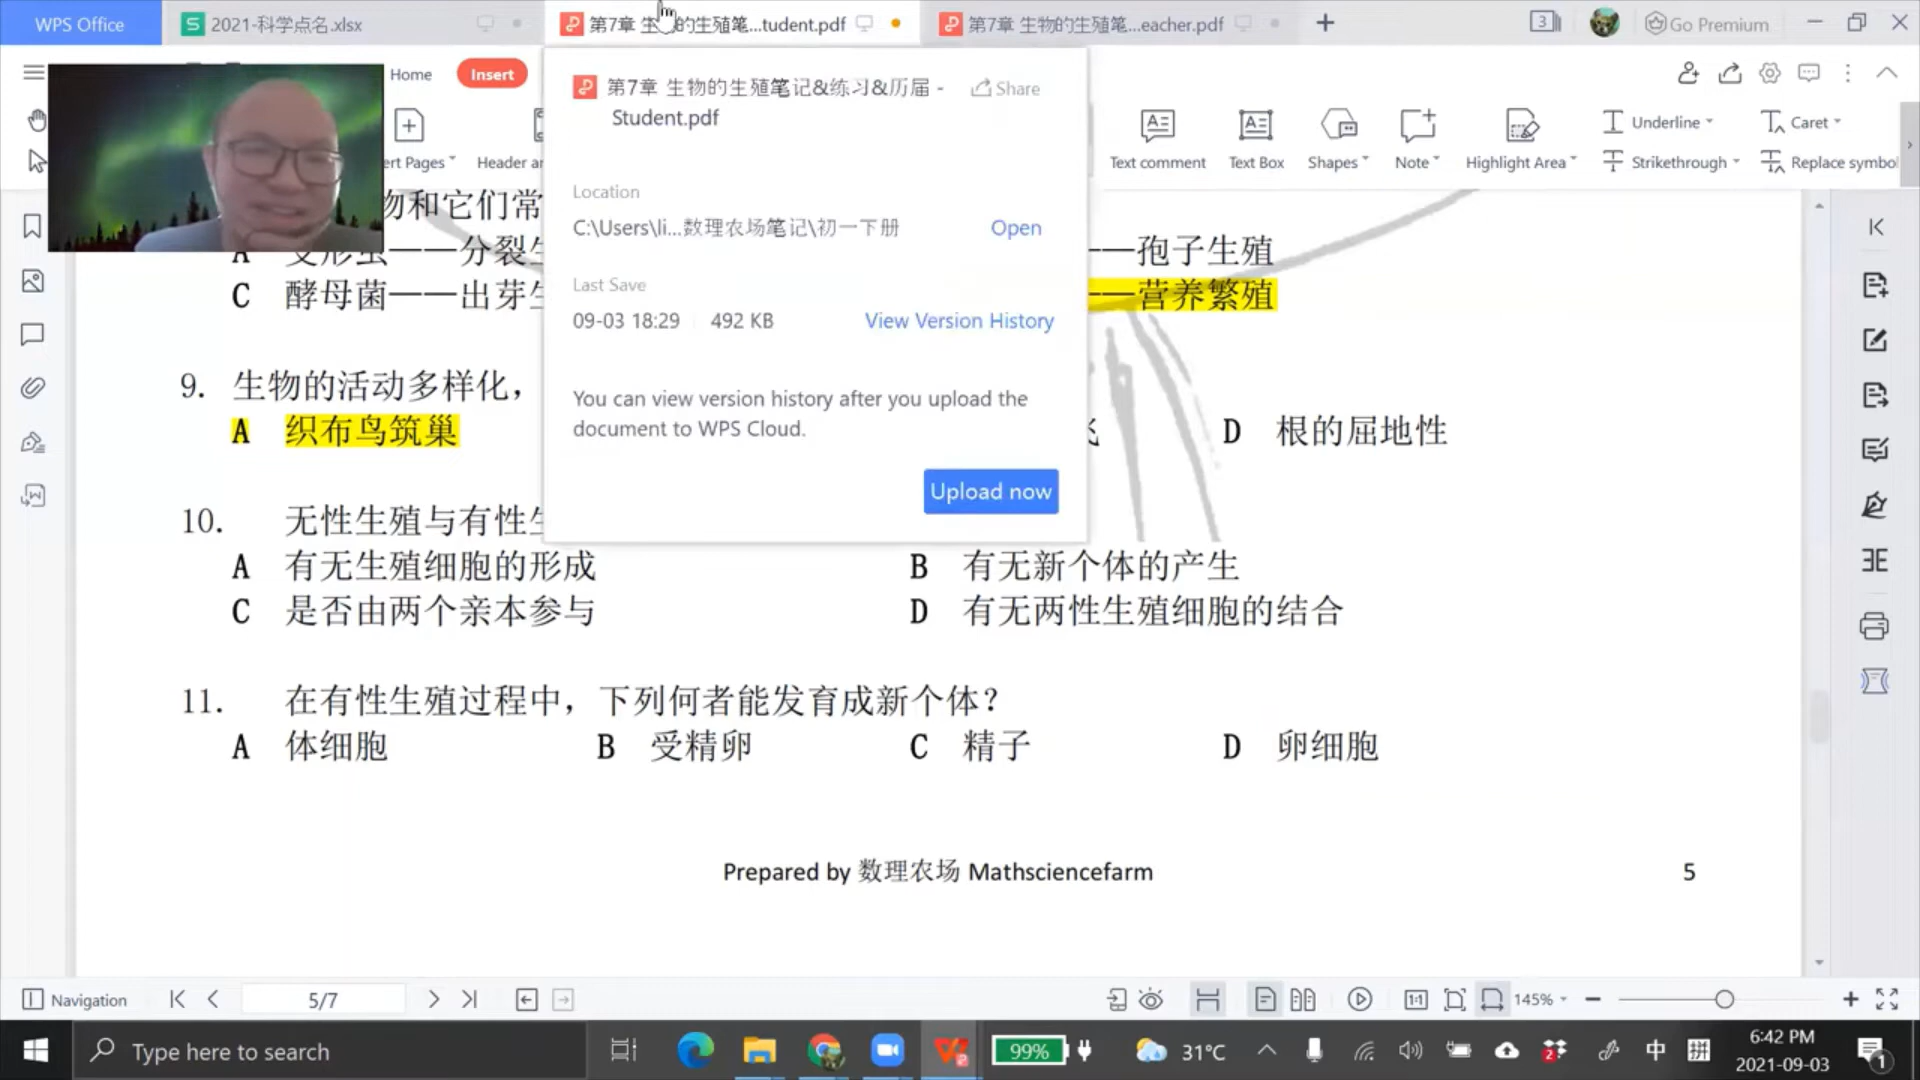 WPS Office
2021-科学点名.xlsx
第7章 生物的生殖笔...tudent.pdf
第7章 生物的生殖笔...eacher.pdf
3
Go Premium
Home
Insert
Text comment
Text Box
Shapes
Note
Highlight Area
Underline
Strikethrough
Caret
Replace symbol
第7章 生物的生殖笔记&练习&历届 -
Student.pdf
Share
Location
C:\Users\li...数理农场笔记\初一下册
Open
Last Save
09-03 18:29
492 KB
View Version History
You can view version history after you upload the
document to WPS Cloud.
Upload now
物和它们常
——孢子生殖
C 酵母菌——出芽生
——营养繁殖
9. 生物的活动多样化，
A 织布鸟筑巢
D 根的屈地性
10. 无性生殖与有性生
A 有无生殖细胞的形成
B 有无新个体的产生
C 是否由两个亲本参与
D 有无两性生殖细胞的结合
11. 在有性生殖过程中，下列何者能发育成新个体？
A 体细胞 B 受精卵 C 精子 D 卵细胞
Prepared by 数理农场 Mathsciencefarm
5
Navigation
5/7
145%
Type here to search
99%
31°C
中
拼
6:42 PM
2021-09-03